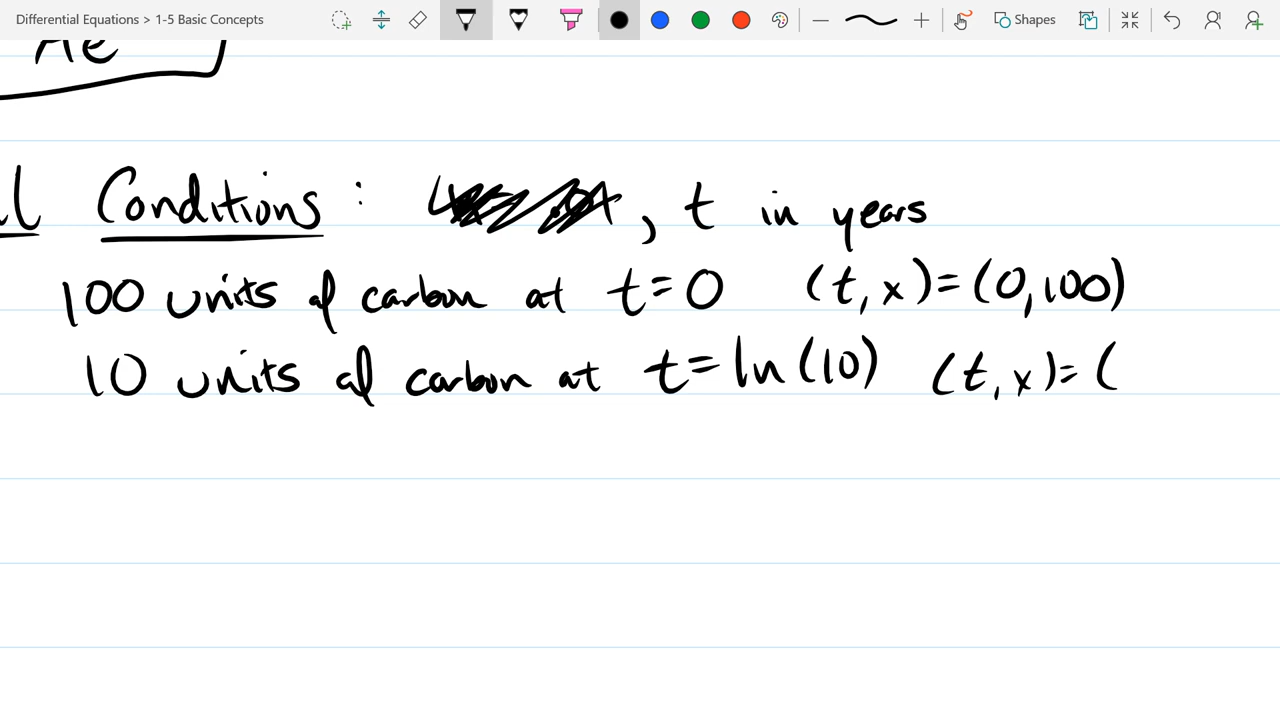 Differential Equations > 1-5 Basic Concepts
Shapes
Ae
Conditions: , t in years
100 units of carbon at t=0 (t,x)=(0,100)
10 units of carbon at t=ln(10) (t,x)=(